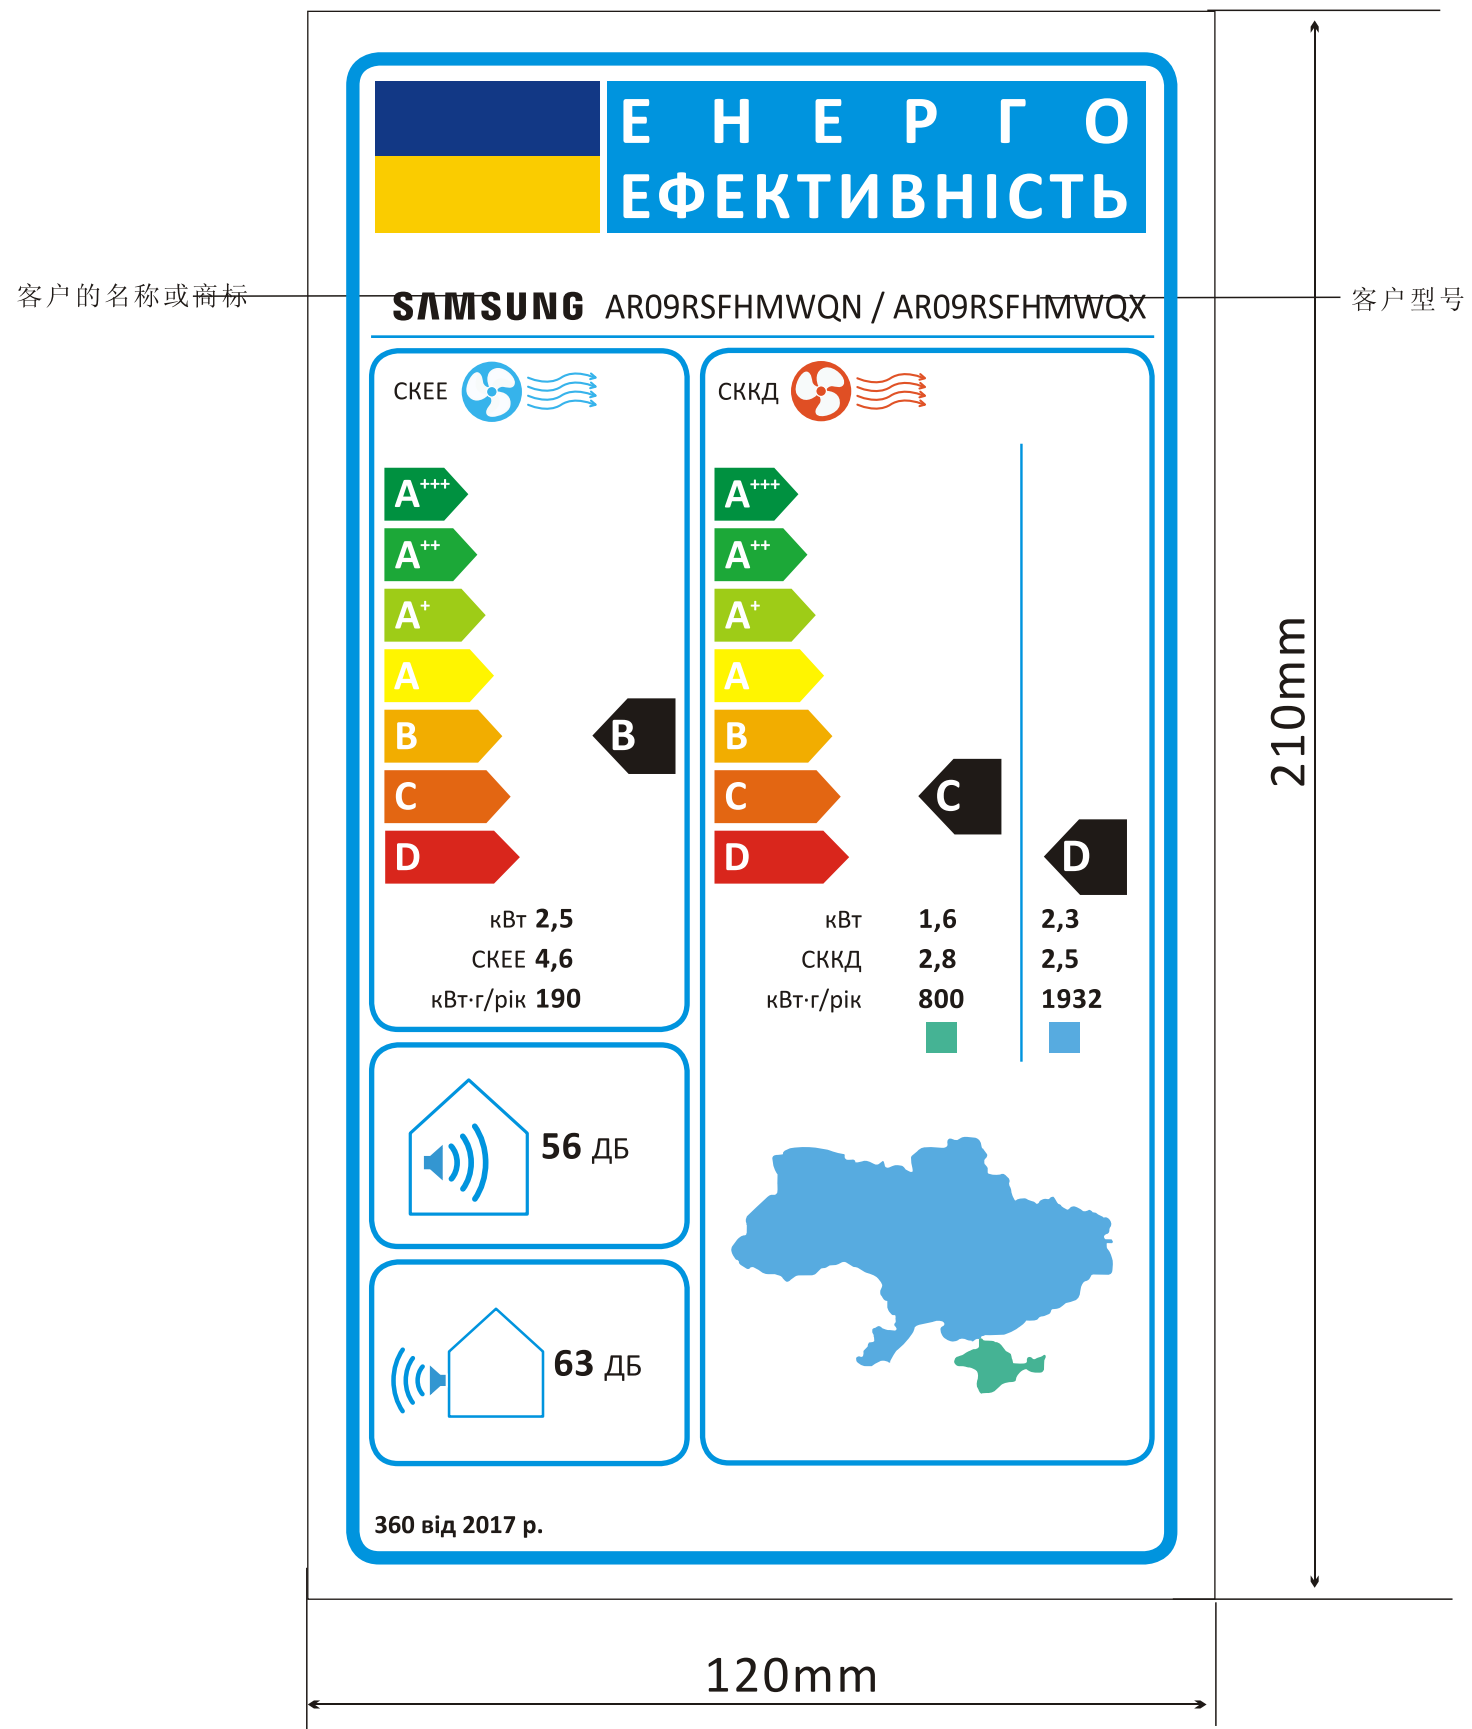 Е Н Е Р Г О
ЕФЕКТИВНІСТЬ
客户的名称或商标
SAMSUNG AR09RSFHMWQN / AR09RSFHMWQX
客户型号
СКЕЕ
A+++
A++
A+
A
B
C
D
B
кВт 2,5
СКЕЕ 4,6
кВт·г/рік 190
СККД
A+++
A++
A+
A
B
C
D
C
D
кВт 1,6 2,3
СККД 2,8 2,5
кВт·г/рік 800 1932
56 ДБ
63 ДБ
360 від 2017 р.
210mm
120mm